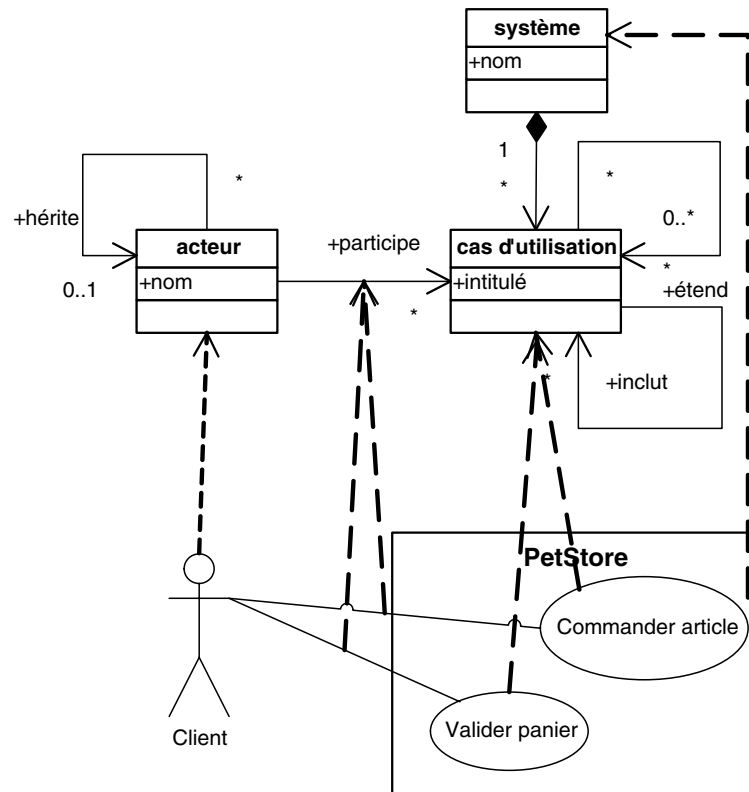 système
+nom
1
*
*
*
0..*
+hérite
acteur
+participe
cas d'utilisation
0..1
+nom
*
+intitulé
*
+étend
*
+inclut
PetStore
Commander article
Valider panier
Client